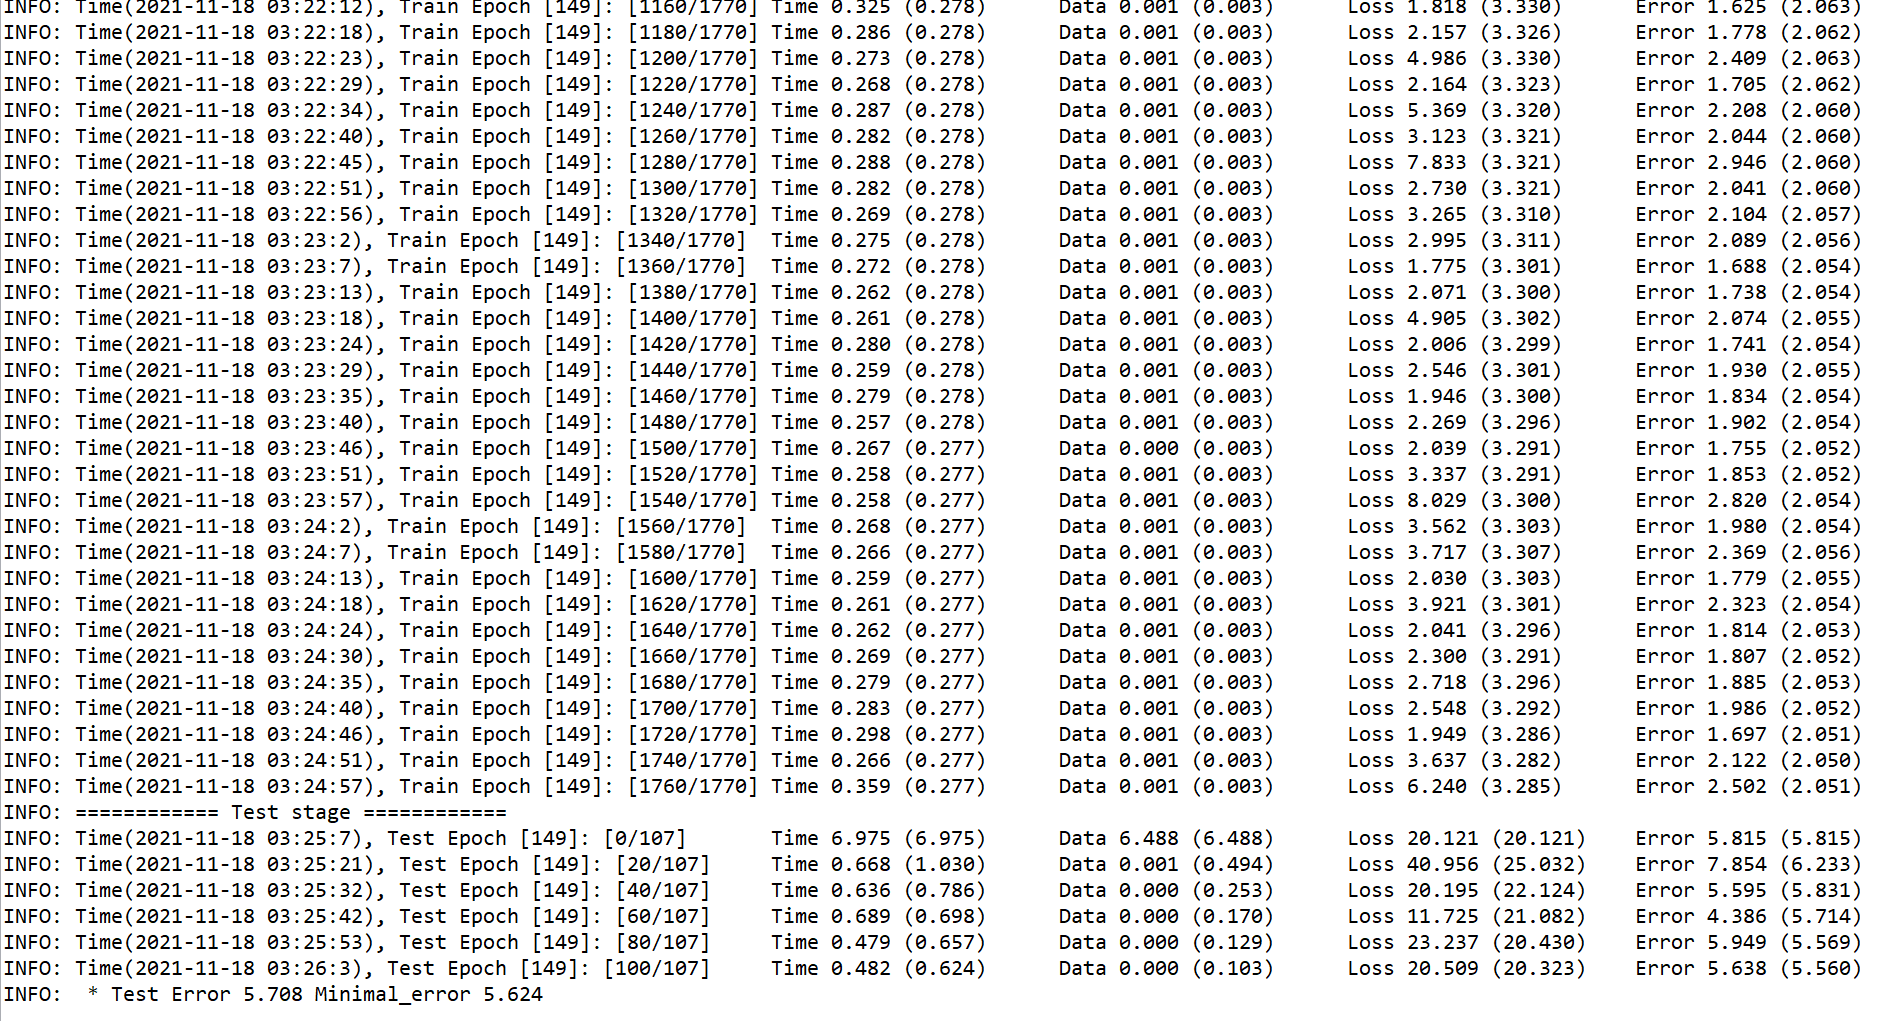 INFO: Time(2021-11-18 03:22:12), Train Epoch [149]: [1160/1770] Time 0.325 (0.278) Data 0.001 (0.003) Loss 1.818 (3.330) Error 1.625 (2.063)
INFO: Time(2021-11-18 03:22:18), Train Epoch [149]: [1180/1770] Time 0.286 (0.278) Data 0.001 (0.003) Loss 2.157 (3.326) Error 1.778 (2.062)
INFO: Time(2021-11-18 03:22:23), Train Epoch [149]: [1200/1770] Time 0.273 (0.278) Data 0.001 (0.003) Loss 4.986 (3.330) Error 2.409 (2.063)
INFO: Time(2021-11-18 03:22:29), Train Epoch [149]: [1220/1770] Time 0.268 (0.278) Data 0.001 (0.003) Loss 2.164 (3.323) Error 1.705 (2.062)
INFO: Time(2021-11-18 03:22:34), Train Epoch [149]: [1240/1770] Time 0.287 (0.278) Data 0.001 (0.003) Loss 5.369 (3.320) Error 2.208 (2.060)
INFO: Time(2021-11-18 03:22:40), Train Epoch [149]: [1260/1770] Time 0.282 (0.278) Data 0.001 (0.003) Loss 3.123 (3.321) Error 2.044 (2.060)
INFO: Time(2021-11-18 03:22:45), Train Epoch [149]: [1280/1770] Time 0.288 (0.278) Data 0.001 (0.003) Loss 7.833 (3.321) Error 2.946 (2.060)
INFO: Time(2021-11-18 03:22:51), Train Epoch [149]: [1300/1770] Time 0.282 (0.278) Data 0.001 (0.003) Loss 2.730 (3.321) Error 2.041 (2.060)
INFO: Time(2021-11-18 03:22:56), Train Epoch [149]: [1320/1770] Time 0.269 (0.278) Data 0.001 (0.003) Loss 3.265 (3.310) Error 2.104 (2.057)
INFO: Time(2021-11-18 03:23:2), Train Epoch [149]: [1340/1770] Time 0.275 (0.278) Data 0.001 (0.003) Loss 2.995 (3.311) Error 2.089 (2.056)
INFO: Time(2021-11-18 03:23:7), Train Epoch [149]: [1360/1770] Time 0.272 (0.278) Data 0.001 (0.003) Loss 1.775 (3.301) Error 1.688 (2.054)
INFO: Time(2021-11-18 03:23:13), Train Epoch [149]: [1380/1770] Time 0.262 (0.278) Data 0.001 (0.003) Loss 2.071 (3.300) Error 1.738 (2.054)
INFO: Time(2021-11-18 03:23:18), Train Epoch [149]: [1400/1770] Time 0.261 (0.278) Data 0.001 (0.003) Loss 4.905 (3.302) Error 2.074 (2.055)
INFO: Time(2021-11-18 03:23:24), Train Epoch [149]: [1420/1770] Time 0.280 (0.278) Data 0.001 (0.003) Loss 2.006 (3.299) Error 1.741 (2.054)
INFO: Time(2021-11-18 03:23:29), Train Epoch [149]: [1440/1770] Time 0.259 (0.278) Data 0.001 (0.003) Loss 2.546 (3.301) Error 1.930 (2.055)
INFO: Time(2021-11-18 03:23:35), Train Epoch [149]: [1460/1770] Time 0.279 (0.278) Data 0.001 (0.003) Loss 1.946 (3.300) Error 1.834 (2.054)
INFO: Time(2021-11-18 03:23:40), Train Epoch [149]: [1480/1770] Time 0.257 (0.278) Data 0.001 (0.003) Loss 2.269 (3.296) Error 1.902 (2.054)
INFO: Time(2021-11-18 03:23:46), Train Epoch [149]: [1500/1770] Time 0.267 (0.277) Data 0.000 (0.003) Loss 2.039 (3.291) Error 1.755 (2.052)
INFO: Time(2021-11-18 03:23:51), Train Epoch [149]: [1520/1770] Time 0.258 (0.277) Data 0.001 (0.003) Loss 3.337 (3.291) Error 1.853 (2.052)
INFO: Time(2021-11-18 03:23:57), Train Epoch [149]: [1540/1770] Time 0.258 (0.277) Data 0.001 (0.003) Loss 8.029 (3.300) Error 2.820 (2.054)
INFO: Time(2021-11-18 03:24:2), Train Epoch [149]: [1560/1770] Time 0.268 (0.277) Data 0.001 (0.003) Loss 3.562 (3.303) Error 1.980 (2.054)
INFO: Time(2021-11-18 03:24:7), Train Epoch [149]: [1580/1770] Time 0.266 (0.277) Data 0.001 (0.003) Loss 3.717 (3.307) Error 2.369 (2.056)
INFO: Time(2021-11-18 03:24:13), Train Epoch [149]: [1600/1770] Time 0.259 (0.277) Data 0.001 (0.003) Loss 2.030 (3.303) Error 1.779 (2.055)
INFO: Time(2021-11-18 03:24:18), Train Epoch [149]: [1620/1770] Time 0.261 (0.277) Data 0.001 (0.003) Loss 3.921 (3.301) Error 2.323 (2.054)
INFO: Time(2021-11-18 03:24:24), Train Epoch [149]: [1640/1770] Time 0.262 (0.277) Data 0.001 (0.003) Loss 2.041 (3.296) Error 1.814 (2.053)
INFO: Time(2021-11-18 03:24:30), Train Epoch [149]: [1660/1770] Time 0.269 (0.277) Data 0.001 (0.003) Loss 2.300 (3.291) Error 1.807 (2.052)
INFO: Time(2021-11-18 03:24:35), Train Epoch [149]: [1680/1770] Time 0.279 (0.277) Data 0.001 (0.003) Loss 2.718 (3.296) Error 1.885 (2.053)
INFO: Time(2021-11-18 03:24:40), Train Epoch [149]: [1700/1770] Time 0.283 (0.277) Data 0.001 (0.003) Loss 2.548 (3.292) Error 1.986 (2.052)
INFO: Time(2021-11-18 03:24:46), Train Epoch [149]: [1720/1770] Time 0.298 (0.277) Data 0.001 (0.003) Loss 1.949 (3.286) Error 1.697 (2.051)
INFO: Time(2021-11-18 03:24:51), Train Epoch [149]: [1740/1770] Time 0.266 (0.277) Data 0.001 (0.003) Loss 3.637 (3.282) Error 2.122 (2.050)
INFO: Time(2021-11-18 03:24:57), Train Epoch [149]: [1760/1770] Time 0.359 (0.277) Data 0.001 (0.003) Loss 6.240 (3.285) Error 2.502 (2.051)
INFO: ============ Test stage ============
INFO: Time(2021-11-18 03:25:7), Test Epoch [149]: [0/107] Time 6.975 (6.975) Data 6.488 (6.488) Loss 20.121 (20.121) Error 5.815 (5.815)
INFO: Time(2021-11-18 03:25:21), Test Epoch [149]: [20/107] Time 0.668 (1.030) Data 0.001 (0.494) Loss 40.956 (25.032) Error 7.854 (6.233)
INFO: Time(2021-11-18 03:25:32), Test Epoch [149]: [40/107] Time 0.636 (0.786) Data 0.000 (0.253) Loss 20.195 (22.124) Error 5.595 (5.831)
INFO: Time(2021-11-18 03:25:42), Test Epoch [149]: [60/107] Time 0.689 (0.698) Data 0.000 (0.170) Loss 11.725 (21.082) Error 4.386 (5.714)
INFO: Time(2021-11-18 03:25:53), Test Epoch [149]: [80/107] Time 0.479 (0.657) Data 0.000 (0.129) Loss 23.237 (20.430) Error 5.949 (5.569)
INFO: Time(2021-11-18 03:26:3), Test Epoch [149]: [100/107] Time 0.482 (0.624) Data 0.000 (0.103) Loss 20.509 (20.323) Error 5.638 (5.560)
INFO:  * Test Error 5.708 Minimal_error 5.624